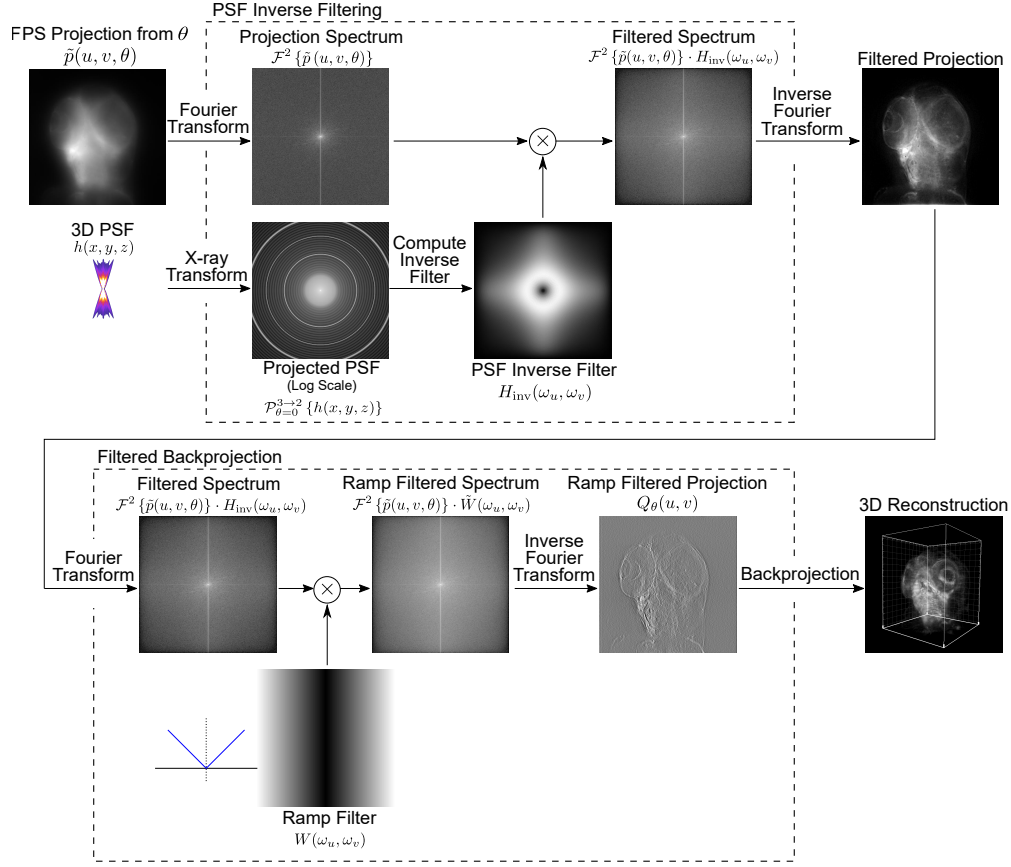 PSF Inverse Filtering
FPS Projection from θ
p̃(u, v, θ)
Projection Spectrum
ℱ² {p̃ (u, v, θ)}
Filtered Spectrum
ℱ² {p̃(u, v, θ)} · H_inv(ω_u, ω_v)
Filtered Projection
Fourier
Transform
×
Inverse
Fourier
Transform
3D PSF
h(x, y, z)
X-ray
Transform
Compute
Inverse
Filter
Projected PSF
(Log Scale)
𝒫_{θ=0}^{3→2} {h(x, y, z)}
PSF Inverse Filter
H_inv(ω_u, ω_v)
Filtered Backprojection
Filtered Spectrum
ℱ² {p̃(u, v, θ)} · H_inv(ω_u, ω_v)
Ramp Filtered Spectrum
ℱ² {p̃(u, v, θ)} · W̃(ω_u, ω_v)
Ramp Filtered Projection
Q_θ(u, v)
3D Reconstruction
Fourier
Transform
×
Inverse
Fourier
Transform
Backprojection
Ramp Filter
W(ω_u, ω_v)